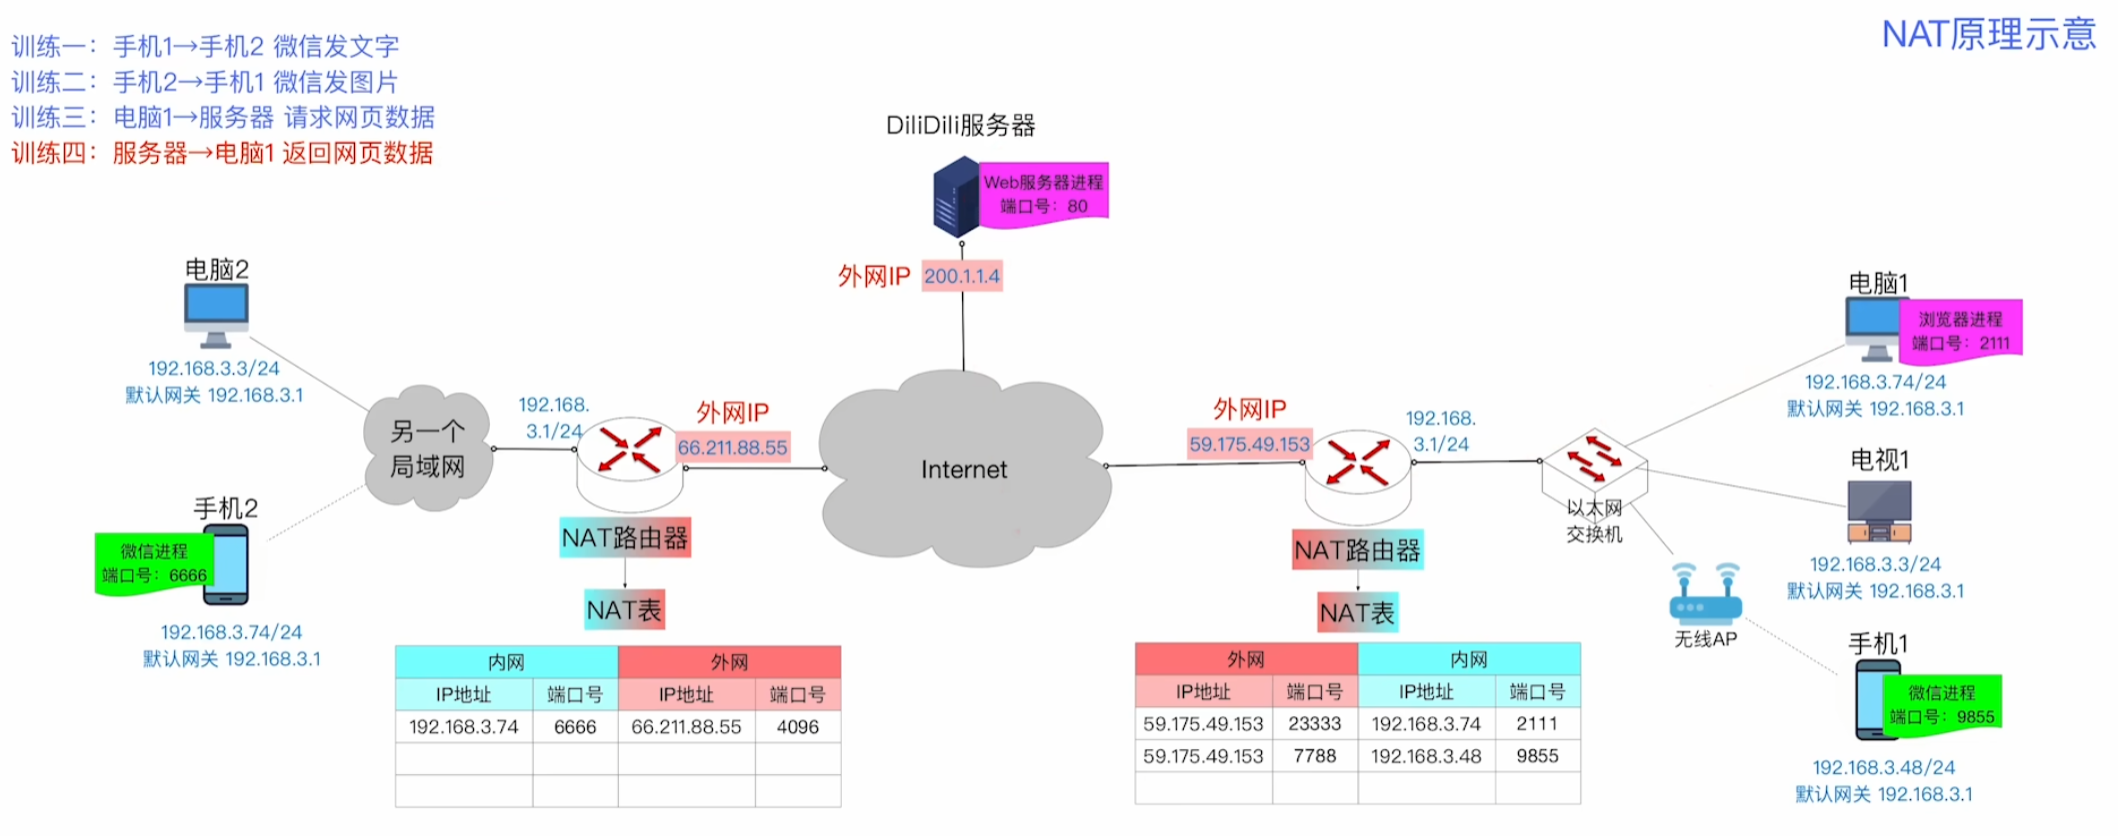 NAT原理示意
训练一：手机1→手机2 微信发文字
训练二：手机2→手机1 微信发图片
训练三：电脑1→服务器 请求网页数据
训练四：服务器→电脑1 返回网页数据
DiliDili服务器
Web服务器进程
端口号：80
外网IP 200.1.1.4
电脑2
192.168.3.3/24
默认网关 192.168.3.1
另一个
局域网
手机2
微信进程
端口号：6666
192.168.3.74/24
默认网关 192.168.3.1
192.168.
3.1/24
外网IP
66.211.88.55
NAT路由器
NAT表
内网 外网
IP地址 端口号 IP地址 端口号
192.168.3.74 6666 66.211.88.55 4096
Internet
外网IP
59.175.49.153
192.168.
3.1/24
NAT路由器
NAT表
外网 内网
IP地址 端口号 IP地址 端口号
59.175.49.153 23333 192.168.3.74 2111
59.175.49.153 7788 192.168.3.48 9855
以太网
交换机
电脑1
浏览器进程
端口号：2111
192.168.3.74/24
默认网关 192.168.3.1
电视1
192.168.3.3/24
默认网关 192.168.3.1
无线AP
手机1
微信进程
端口号：9855
192.168.3.48/24
默认网关 192.168.3.1